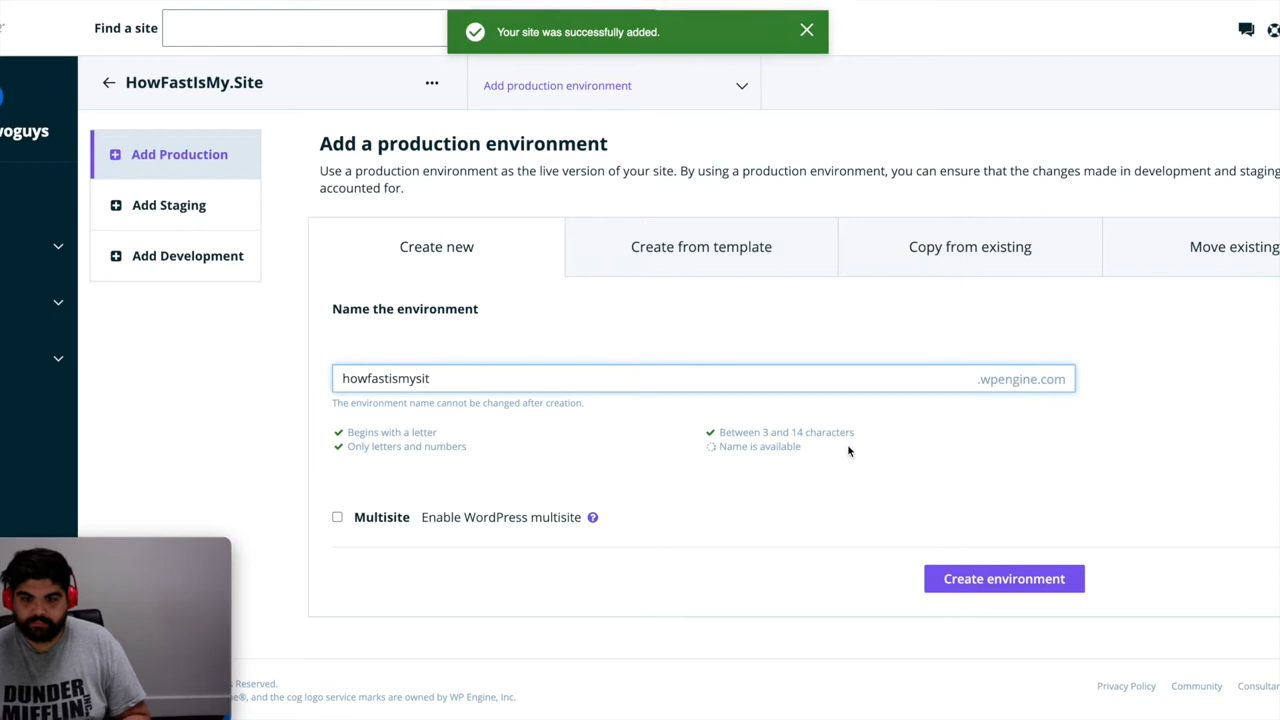 Find a site
Your site was successfully added.
HowFastIsMy.Site
Add production environment
voguys
Add Production
Add Staging
Add Development
Add a production environment
Use a production environment as the live version of your site. By using a production environment, you can ensure that the changes made in development and staging
accounted for.
Create new
Create from template
Copy from existing
Move existing
Name the environment
howfastismysit
.wpengine.com
The environment name cannot be changed after creation.
Begins with a letter
Between 3 and 14 characters
Only letters and numbers
Name is available
Multisite Enable WordPress multisite ?
Create environment
s Reserved.
e®, and the cog logo service marks are owned by WP Engine, Inc.
Privacy Policy
Community
Consultan
DUNDER
MIFFLIN